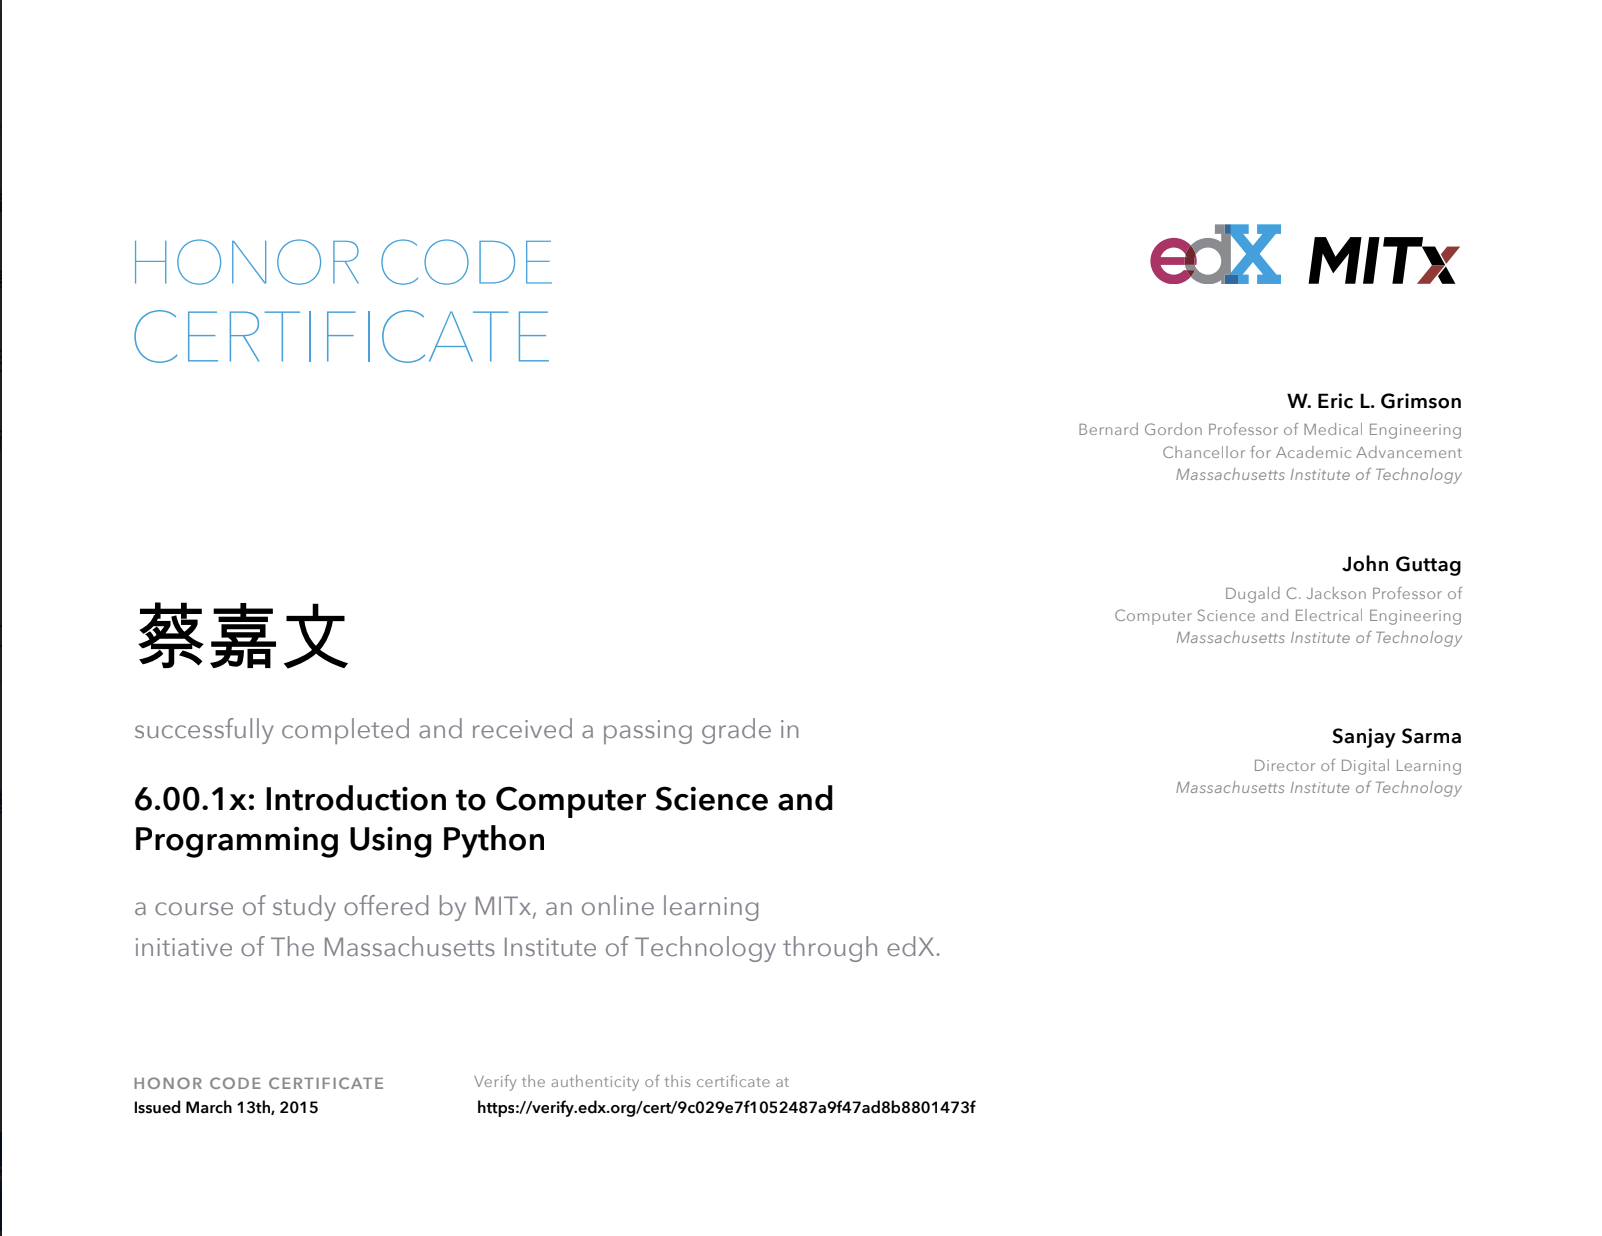 HONOR CODE
CERTIFICATE
edX MITx
W. Eric L. Grimson
Bernard Gordon Professor of Medical Engineering
Chancellor for Academic Advancement
Massachusetts Institute of Technology
John Guttag
Dugald C. Jackson Professor of
Computer Science and Electrical Engineering
Massachusetts Institute of Technology
Sanjay Sarma
Director of Digital Learning
Massachusetts Institute of Technology
蔡嘉文
successfully completed and received a passing grade in
6.00.1x: Introduction to Computer Science and
Programming Using Python
a course of study offered by MITx, an online learning
initiative of The Massachusetts Institute of Technology through edX.
HONOR CODE CERTIFICATE
Issued March 13th, 2015
Verify the authenticity of this certificate at
https://verify.edx.org/cert/9c029e7f1052487a9f47ad8b8801473f